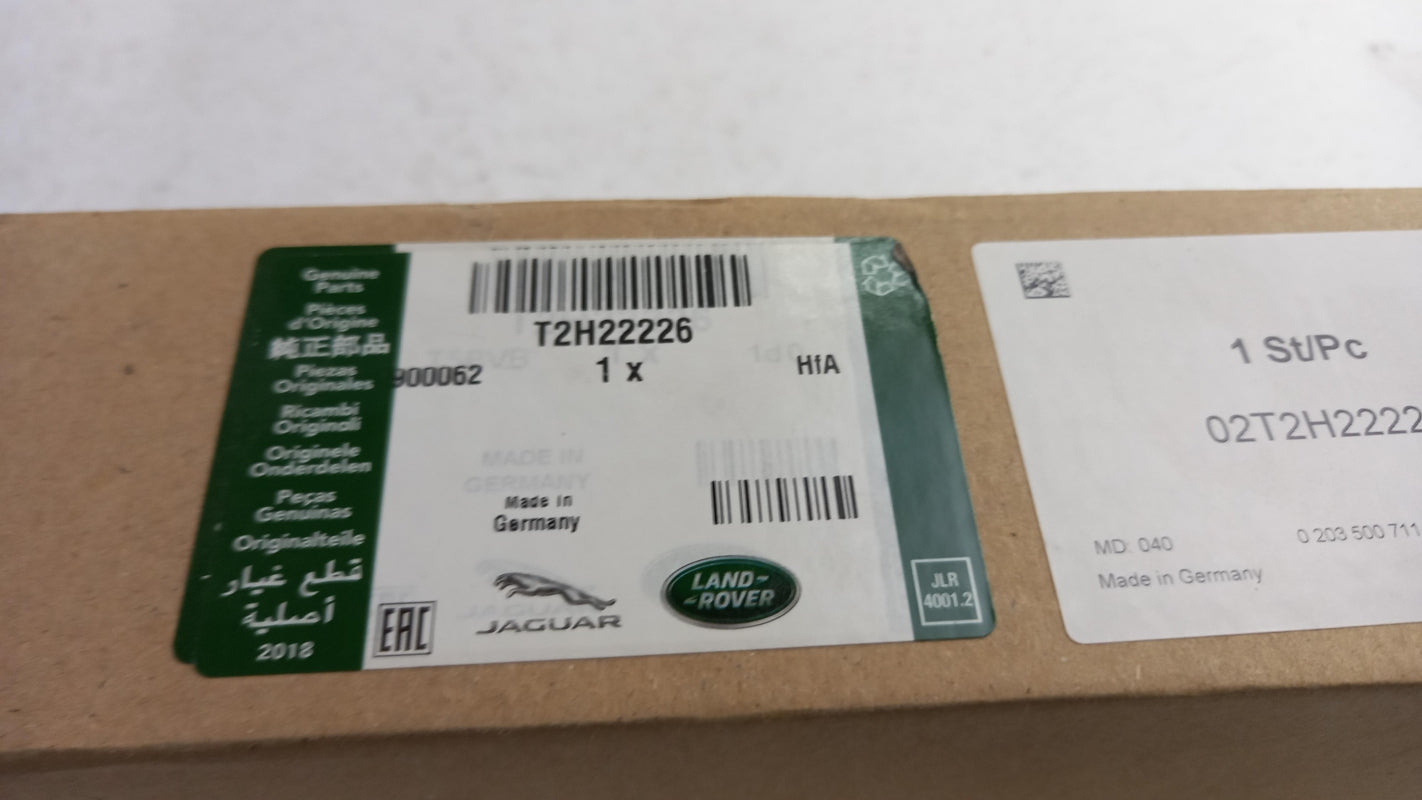 Genuine
Parts
Pièces
d'Origine
純正部品
Piezas
Originales
Ricambi
Originali
Originele
Onderdelen
Peças
Genuinas
Originalteile
قطع غيار
أصلية
2018
T2H22226
900062
1 x
HfA
MADE IN
GERMANY
Made in
Germany
EAC
JAGUAR
LAND-
-ROVER
JLR
4001.2
1 St/Pc
02T2H2222
MD: 040
0 203 500 711
Made in Germany